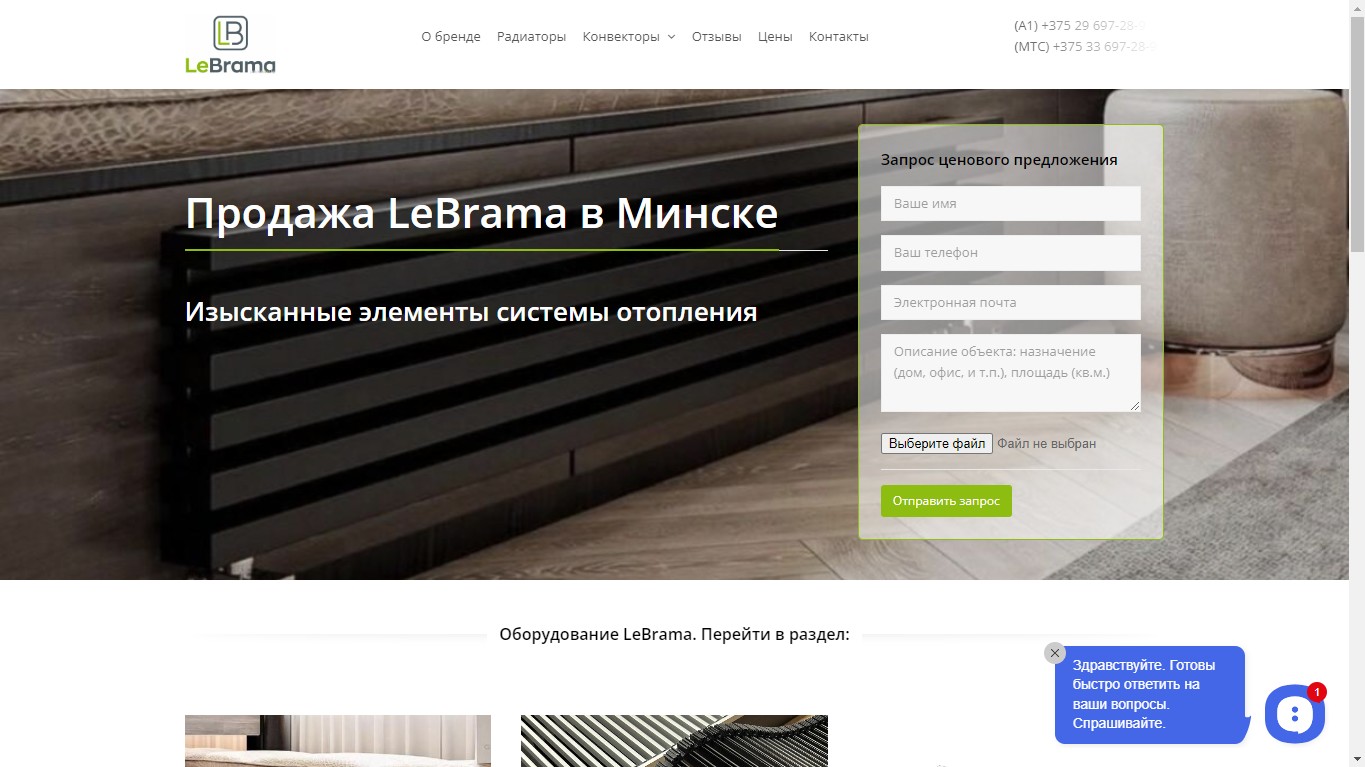 LB
LeBrama
О бренде
Радиаторы
Конвекторы
Отзывы
Цены
Контакты
(A1) +375 29 697-28-
(МТС) +375 33 697-28-
Продажа LeBrama в Минске
Изысканные элементы системы отопления
Запрос ценового предложения
Ваше имя
Ваш телефон
Электронная почта
Описание объекта: назначение
(дом, офис, и т.п.), площадь (кв.м.)
Выберите файл Файл не выбран
Отправить запрос
Оборудование LeBrama. Перейти в раздел:
Здравствуйте. Готовы
быстро ответить на
ваши вопросы.
Спрашивайте.
1